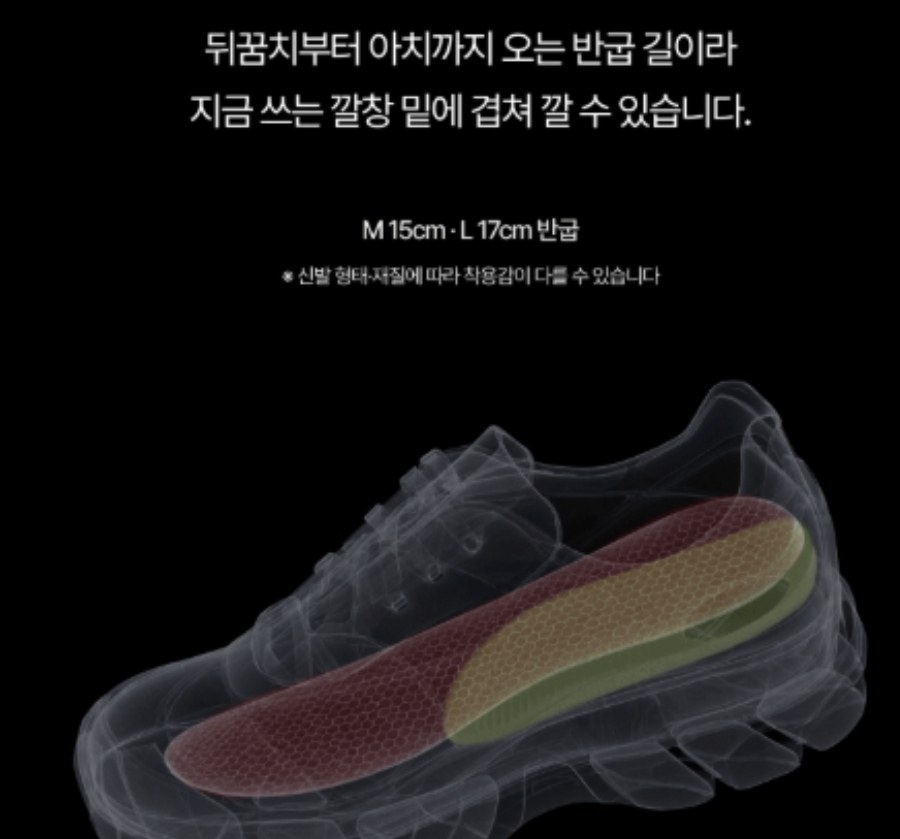 뒤꿈치부터 아치까지 오는 반굽 길이라
지금 쓰는 깔창 밑에 겹쳐 깔 수 있습니다.
M 15cm · L 17cm 반굽
※ 신발 형태·재질에 따라 착용감이 다를 수 있습니다